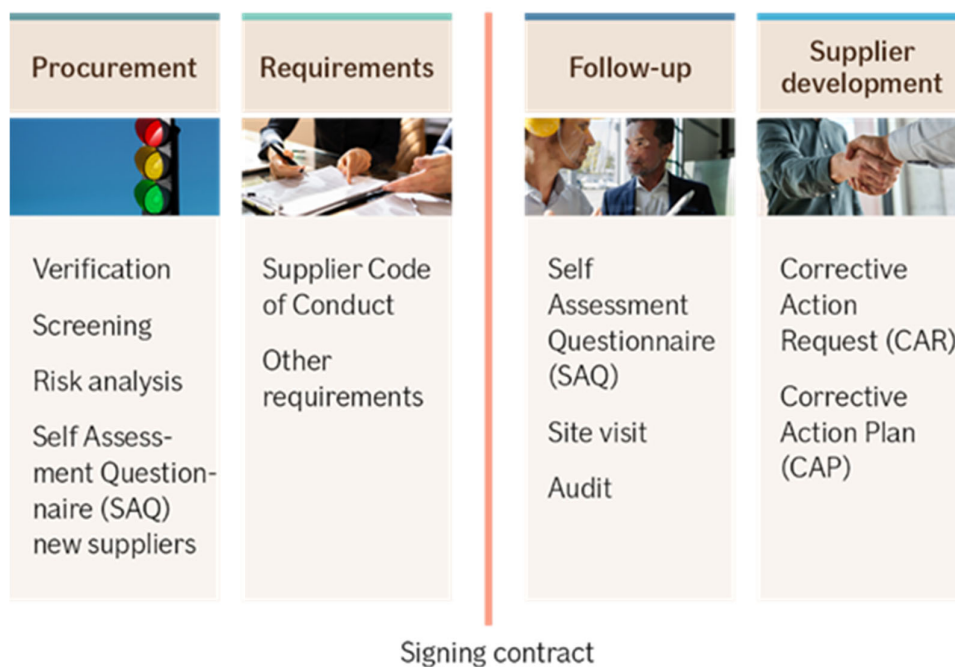 Procurement
Verification
Screening
Risk analysis
Self Assess-
ment Question-
naire (SAQ)
new suppliers
Requirements
Supplier Code
of Conduct
Other
requirements
Follow-up
Self
Assessment
Questionnaire
(SAQ)
Site visit
Audit
Supplier
development
Corrective
Action
Request (CAR)
Corrective
Action Plan
(CAP)
Signing contract